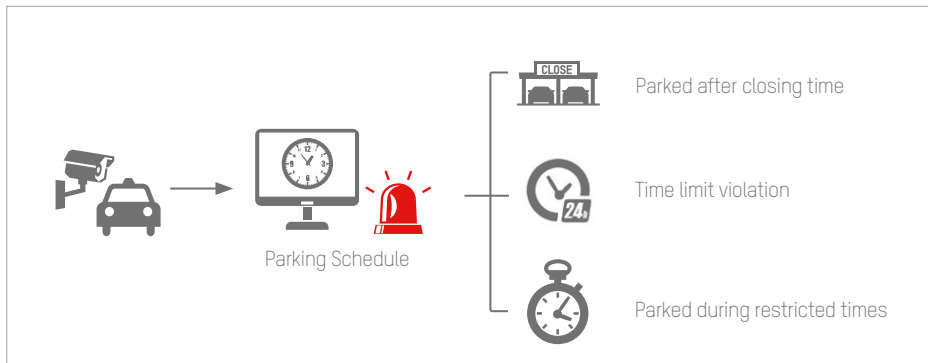 CLOSE
Parked after closing time
12
9
3
6
Parking Schedule
24h
Time limit violation
Parked during restricted times